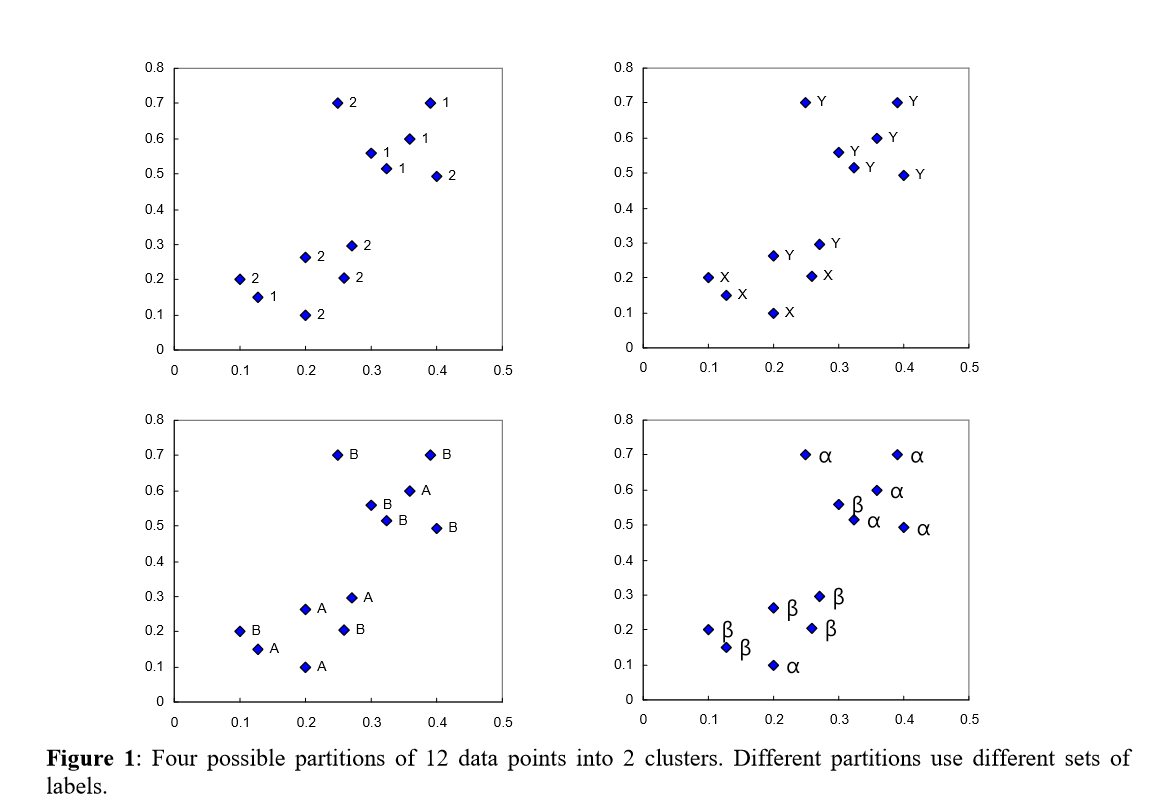 0.8 0.8
0.7 2 1 0.7 Y Y
0.6 1 0.6 Y
1 Y
0.5 1 2 0.5 Y Y
0.4 0.4
0.3 2 0.3 Y
2 Y
0.2 2 2 0.2 X X
1 X
0.1 2 0.1 X
0 0
0 0.1 0.2 0.3 0.4 0.5 0 0.1 0.2 0.3 0.4 0.5
0.8 0.8
0.7 B B 0.7 α α
0.6 A 0.6 α
B β
0.5 B B 0.5 α α
0.4 0.4
0.3 A 0.3 β
A β
0.2 B B 0.2 β β
A β
0.1 A 0.1 α
0 0
0 0.1 0.2 0.3 0.4 0.5 0 0.1 0.2 0.3 0.4 0.5
Figure 1: Four possible partitions of 12 data points into 2 clusters. Different partitions use different sets of
labels.